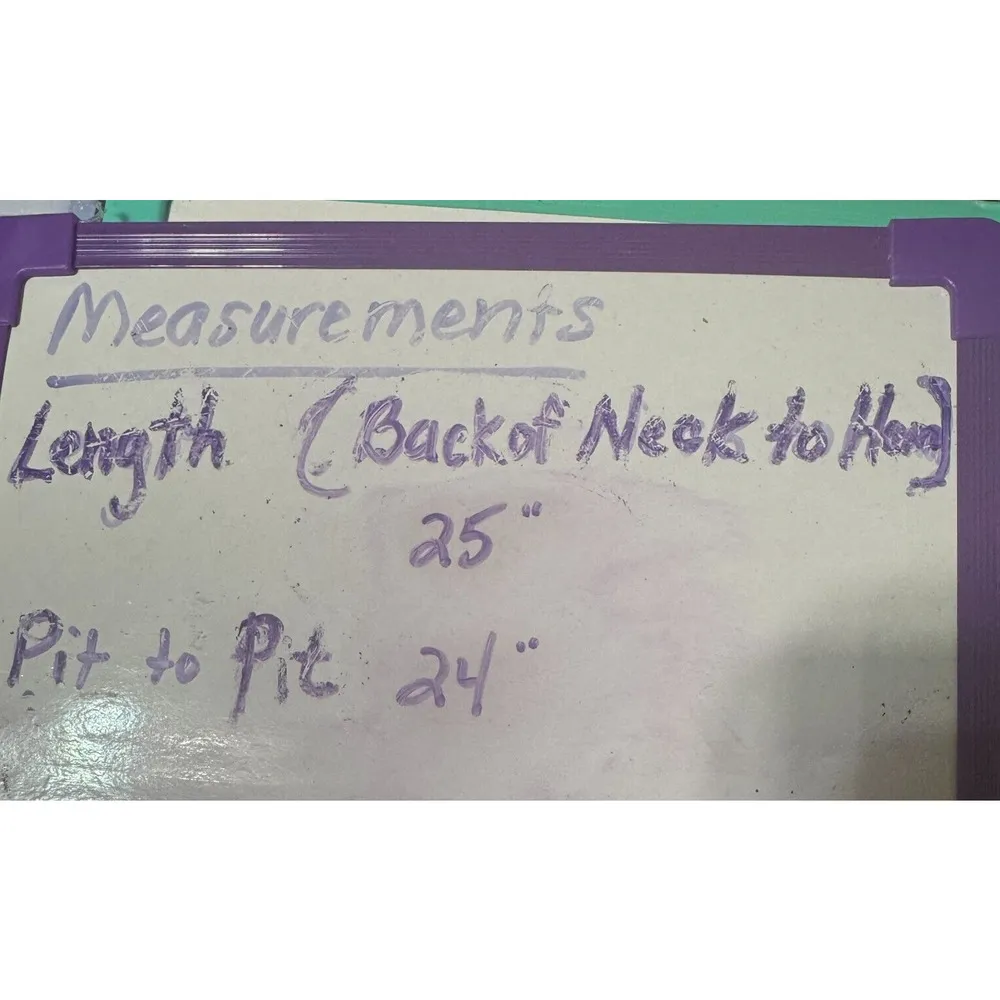 Measurements
Length (Back of Neck to Hem)
25"
Pit to Pit 24"